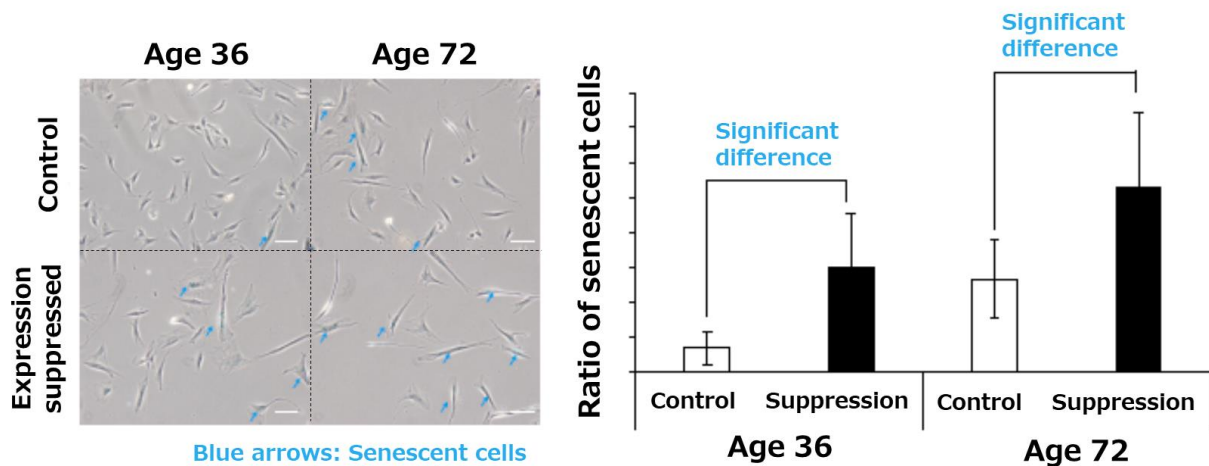 Age 36
Age 72
Control
Expression
suppressed
Blue arrows: Senescent cells
Ratio of senescent cells
Significant
difference
Significant
difference
Control
Suppression
Control
Suppression
Age 36
Age 72